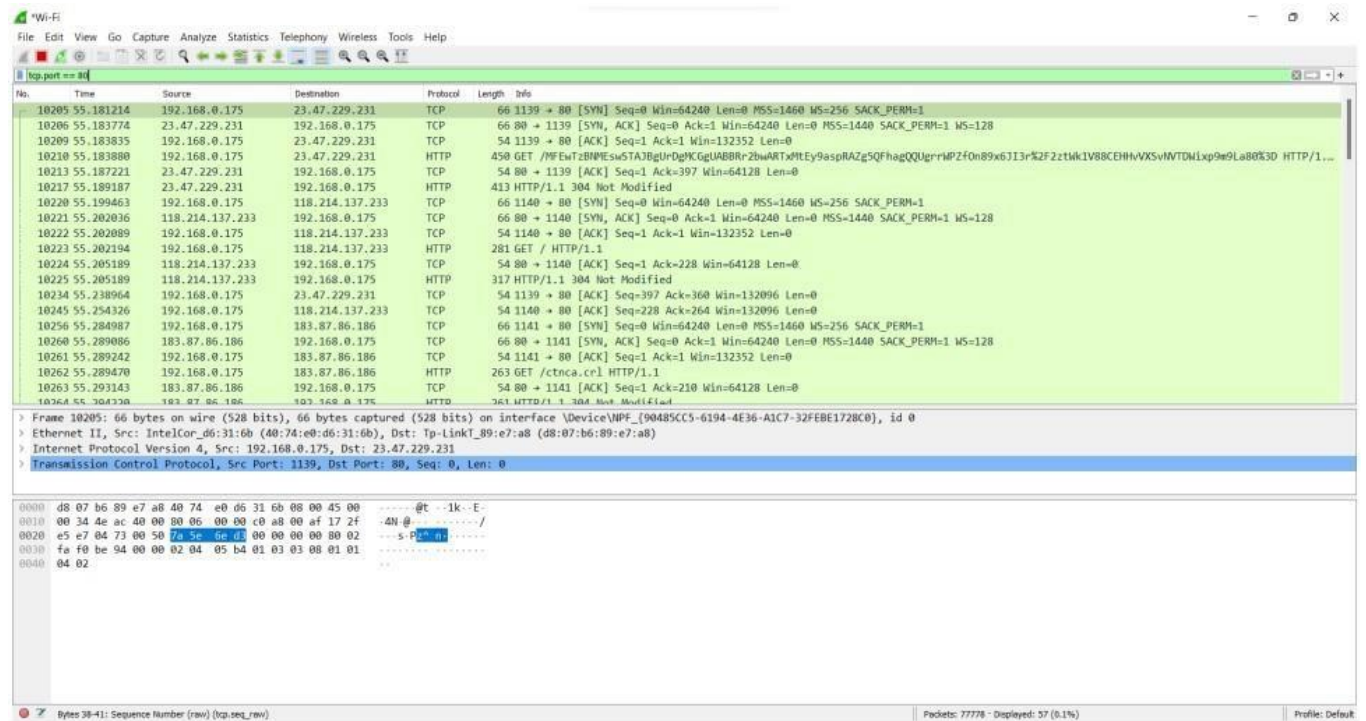 *Wi-Fi
File Edit View Go Capture Analyze Statistics Telephony Wireless Tools Help
tcp.port == 80
No. Time Source Destination Protocol Length Info
10205 55.181214 192.168.0.175 23.47.229.231 TCP 66 1139 → 80 [SYN] Seq=0 Win=64240 Len=0 MSS=1460 WS=256 SACK_PERM=1
10206 55.183774 23.47.229.231 192.168.0.175 TCP 66 80 → 1139 [SYN, ACK] Seq=0 Ack=1 Win=64240 Len=0 MSS=1440 SACK_PERM=1 WS=128
10209 55.183835 192.168.0.175 23.47.229.231 TCP 54 1139 → 80 [ACK] Seq=1 Ack=1 Win=132352 Len=0
10210 55.183880 192.168.0.175 23.47.229.231 HTTP 450 GET HTTP/1...
10213 55.187221 23.47.229.231 192.168.0.175 TCP 54 80 → 1139 [ACK] Seq=1 Ack=397 Win=64128 Len=0
10217 55.189187 23.47.229.231 192.168.0.175 HTTP 413 HTTP/1.1 304 Not Modified
10220 55.199463 192.168.0.175 118.214.137.233 TCP 66 1140 → 80 [SYN] Seq=0 Win=64240 Len=0 MSS=1460 WS=256 SACK_PERM=1
10221 55.202036 118.214.137.233 192.168.0.175 TCP 66 80 → 1140 [SYN, ACK] Seq=0 Ack=1 Win=64240 Len=0 MSS=1440 SACK_PERM=1 WS=128
10222 55.202089 192.168.0.175 118.214.137.233 TCP 54 1140 → 80 [ACK] Seq=1 Ack=1 Win=132352 Len=0
10223 55.202194 192.168.0.175 118.214.137.233 HTTP 281 GET / HTTP/1.1
10224 55.205189 118.214.137.233 192.168.0.175 TCP 54 80 → 1140 [ACK] Seq=1 Ack=228 Win=64128 Len=0
10225 55.205189 118.214.137.233 192.168.0.175 HTTP 317 HTTP/1.1 304 Not Modified
10234 55.238964 192.168.0.175 23.47.229.231 TCP 54 1139 → 80 [ACK] Seq=397 Ack=360 Win=132096 Len=0
10245 55.254326 192.168.0.175 118.214.137.233 TCP 54 1140 → 80 [ACK] Seq=228 Ack=264 Win=132096 Len=0
10256 55.284987 192.168.0.175 183.87.86.186 TCP 66 1141 → 80 [SYN] Seq=0 Win=64240 Len=0 MSS=1460 WS=256 SACK_PERM=1
10260 55.289086 183.87.86.186 192.168.0.175 TCP 66 80 → 1141 [SYN, ACK] Seq=0 Ack=1 Win=64240 Len=0 MSS=1440 SACK_PERM=1 WS=128
10261 55.289242 192.168.0.175 183.87.86.186 TCP 54 1141 → 80 [ACK] Seq=1 Ack=1 Win=132352 Len=0
10262 55.289470 192.168.0.175 183.87.86.186 HTTP 263 GET /ctnca.crl HTTP/1.1
10263 55.293143 183.87.86.186 192.168.0.175 TCP 54 80 → 1141 [ACK] Seq=1 Ack=210 Win=64128 Len=0
10264 55.294220 183.87.86.186 192.168.0.175 HTTP 261 HTTP/1.1 304 Not Modified
> Frame 10205: 66 bytes on wire (528 bits), 66 bytes captured (528 bits) on interface \Device\NPF_{90485CC5-6194-4E36-A1C7-32FEBE1728C0}, id 0
> Ethernet II, Src: IntelCor_d6:31:6b (40:74:e0:d6:31:6b), Dst: Tp-LinkT_89:e7:a8 (d8:07:b6:89:e7:a8)
> Internet Protocol Version 4, Src: 192.168.0.175, Dst: 23.47.229.231
> Transmission Control Protocol, Src Port: 1139, Dst Port: 80, Seq: 0, Len: 0
0000 d8 07 b6 89 e7 a8 40 74 e0 d6 31 6b 08 00 45 00 ······@t ··1k··E·
0010 00 34 4e ac 40 00 80 06 00 00 c0 a8 00 af 17 2f ·4N·@··· ·······/
0020 e5 e7 04 73 00 50 7a 5e 6e d3 00 00 00 00 80 02 ···s·Pz^ n·······
0030 fa f0 be 94 00 00 02 04 05 b4 01 03 03 08 01 01 ········ ········
0040 04 02 ··
Bytes 38-41: Sequence Number (raw) (tcp.seq_raw)
Packets: 77778 · Displayed: 57 (0.1%)
Profile: Default